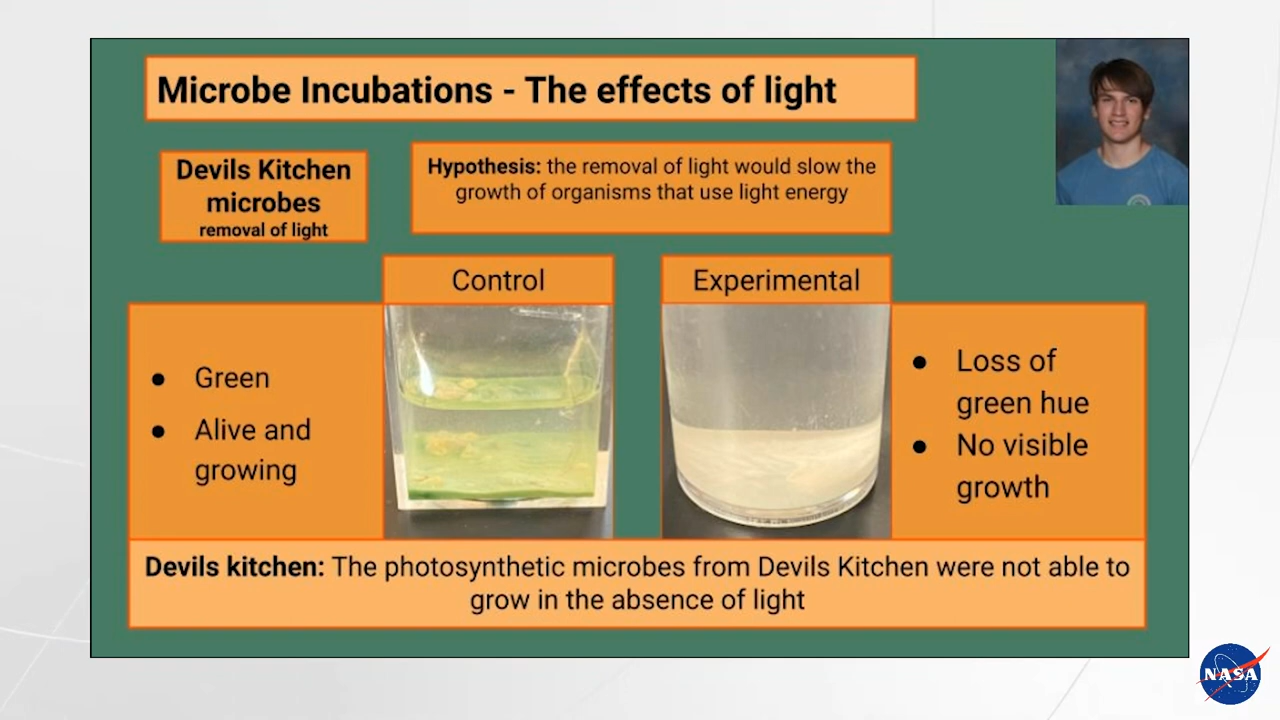 Microbe Incubations - The effects of light
Devils Kitchen
microbes
removal of light
Hypothesis: the removal of light would slow the
growth of organisms that use light energy
Control
Experimental
● Green
● Alive and
growing
● Loss of
green hue
● No visible
growth
Devils kitchen: The photosynthetic microbes from Devils Kitchen were not able to
grow in the absence of light
NASA